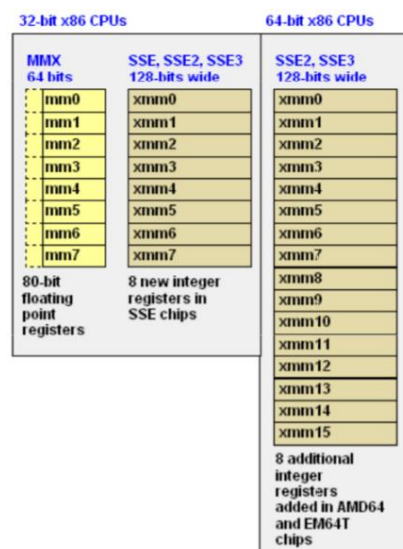 32-bit x86 CPUs
MMX
64 bits
mm0
mm1
mm2
mm3
mm4
mm5
mm6
mm7
80-bit
floating
point
registers
SSE, SSE2, SSE3
128-bits wide
xmm0
xmm1
xmm2
xmm3
xmm4
xmm5
xmm6
xmm7
8 new integer
registers in
SSE chips
64-bit x86 CPUs
SSE2, SSE3
128-bits wide
xmm0
xmm1
xmm2
xmm3
xmm4
xmm5
xmm6
xmm7
xmm8
xmm9
xmm10
xmm11
xmm12
xmm13
xmm14
xmm15
8 additional
integer
registers
added in AMD64
and EM64T
chips